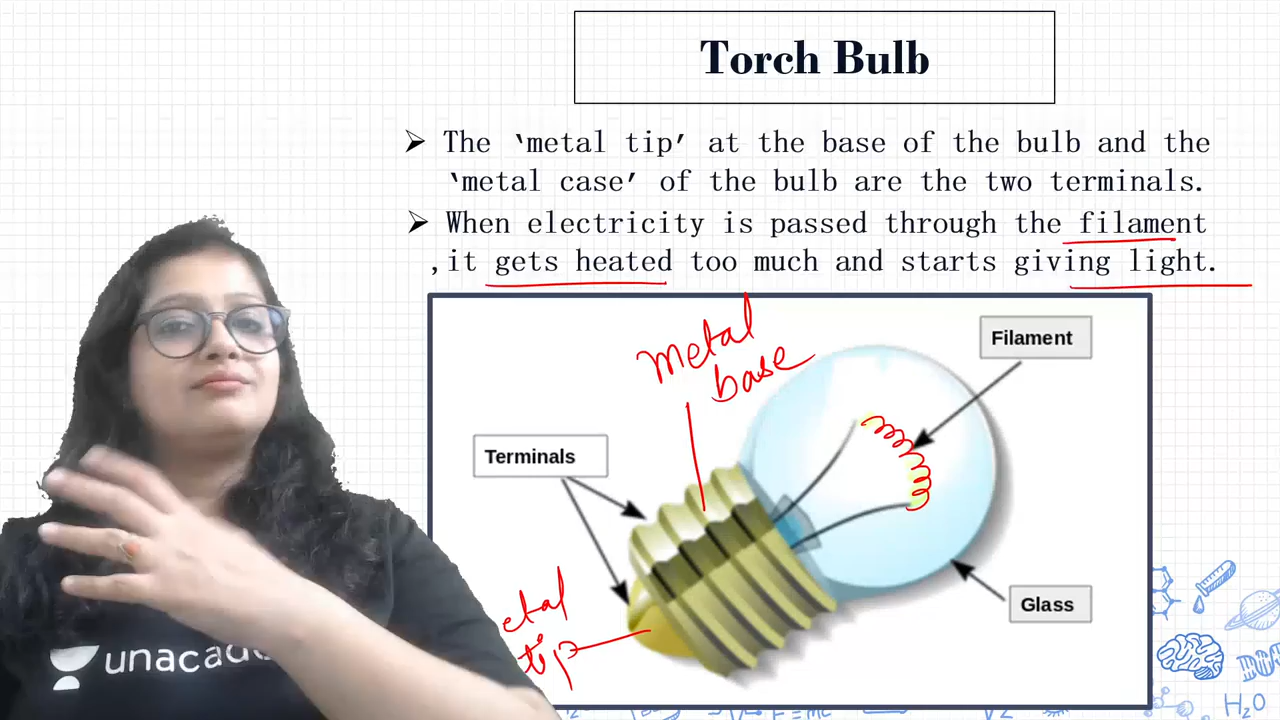 Torch Bulb
➢ The ‛metal tip’ at the base of the bulb and the
‛metal case’ of the bulb are the two terminals.
➢ When electricity is passed through the filament
,it gets heated too much and starts giving light.
Metal
base
Filament
Terminals
Glass
etal
tip
unacad
H₂O